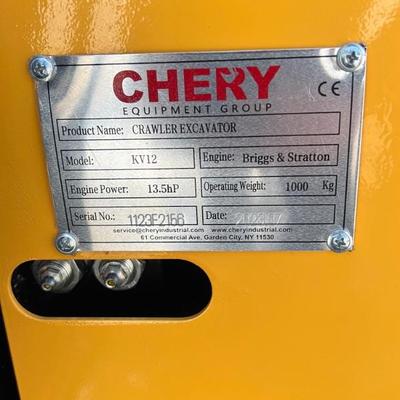 CHERY
CE
EQUIPMENT GROUP
Product Name: CRAWLER EXCAVATOR
Model: KV12 Engine: Briggs & Stratton
Engine Power: 13.5hP Operating Weight: 1000 Kg
Serial No.: Date:
service@cheryindustrial.com www.cheryindustrial.com
61 Commercial Ave, Garden City, NY 11530